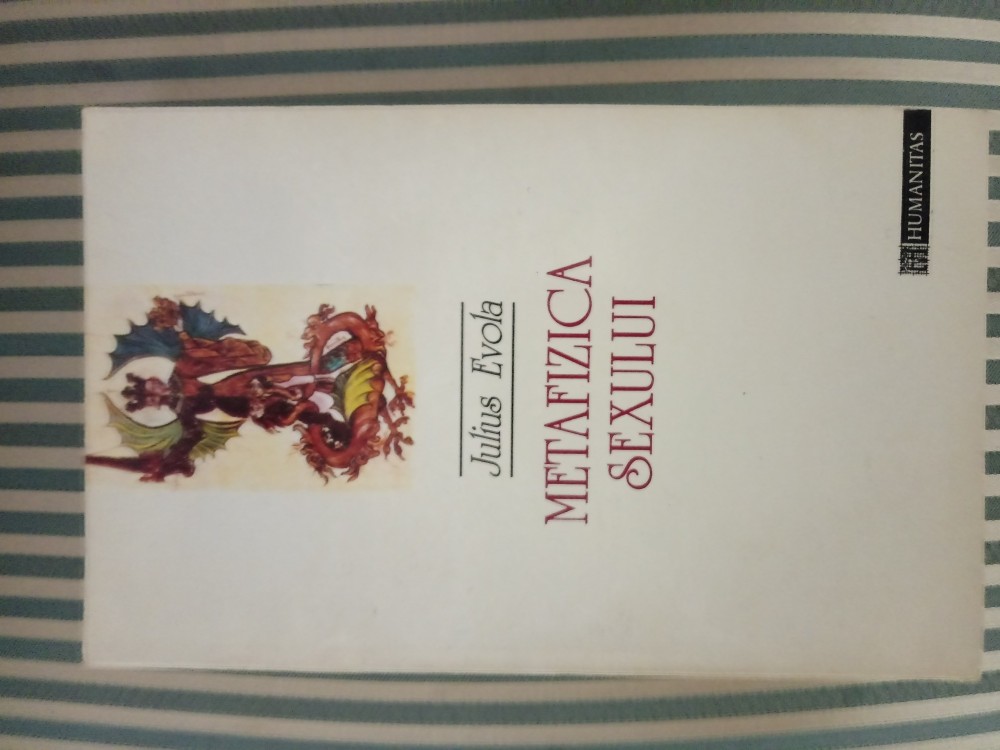 Julius Evola
METAFIZICA
SEXULUI
HUMANITAS